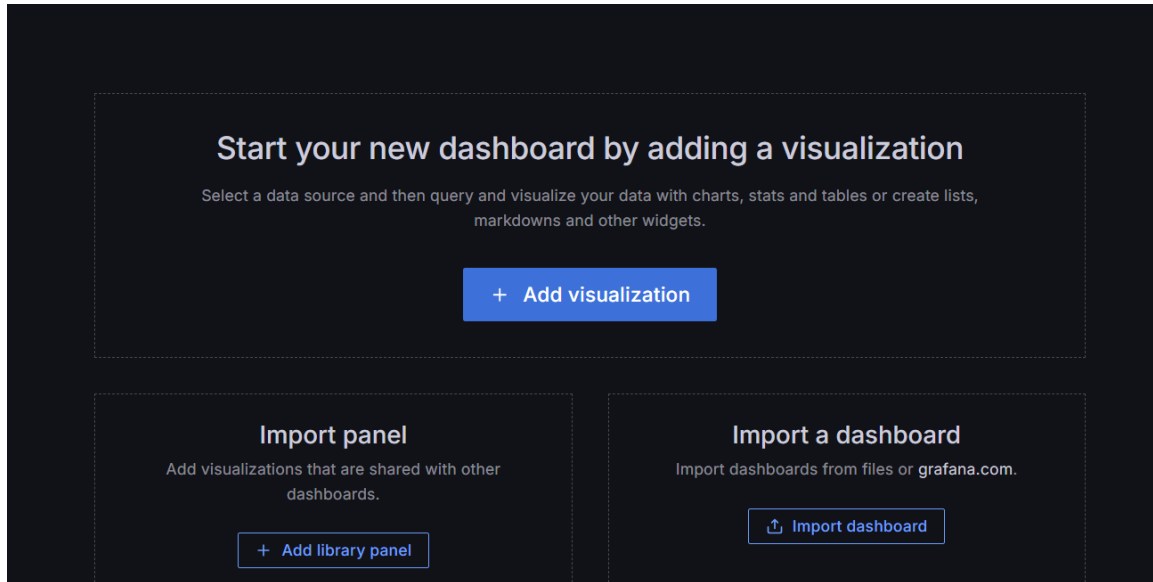 Start your new dashboard by adding a visualization
Select a data source and then query and visualize your data with charts, stats and tables or create lists,
markdowns and other widgets.
+ Add visualization
Import panel
Add visualizations that are shared with other
dashboards.
+ Add library panel
Import a dashboard
Import dashboards from files or grafana.com.
Import dashboard